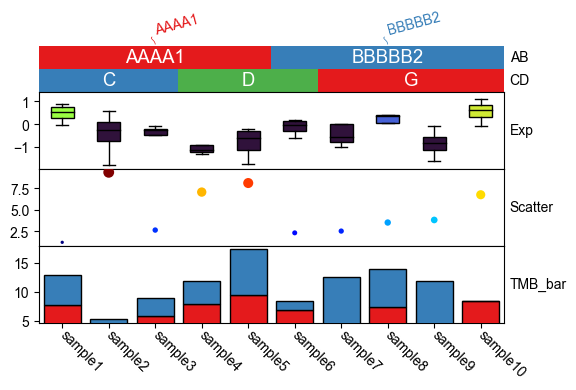 AAAA1 BBBBB2
AAAA1 BBBBB2 AB
C D G CD
1
0 Exp
−1
7.5
5.0 Scatter
2.5
15
10 TMB_bar
5
sample1 sample2 sample3 sample4 sample5 sample6 sample7 sample8 sample9 sample10